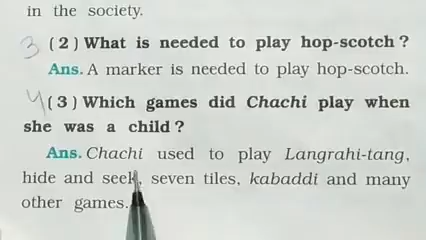 in the society.
3 (2) What is needed to play hop-scotch?
Ans. A marker is needed to play hop-scotch.
4 (3) Which games did Chachi play when
she was a child?
Ans. Chachi used to play Langrahi-tang,
hide and seek, seven tiles, kabaddi and many
other games.